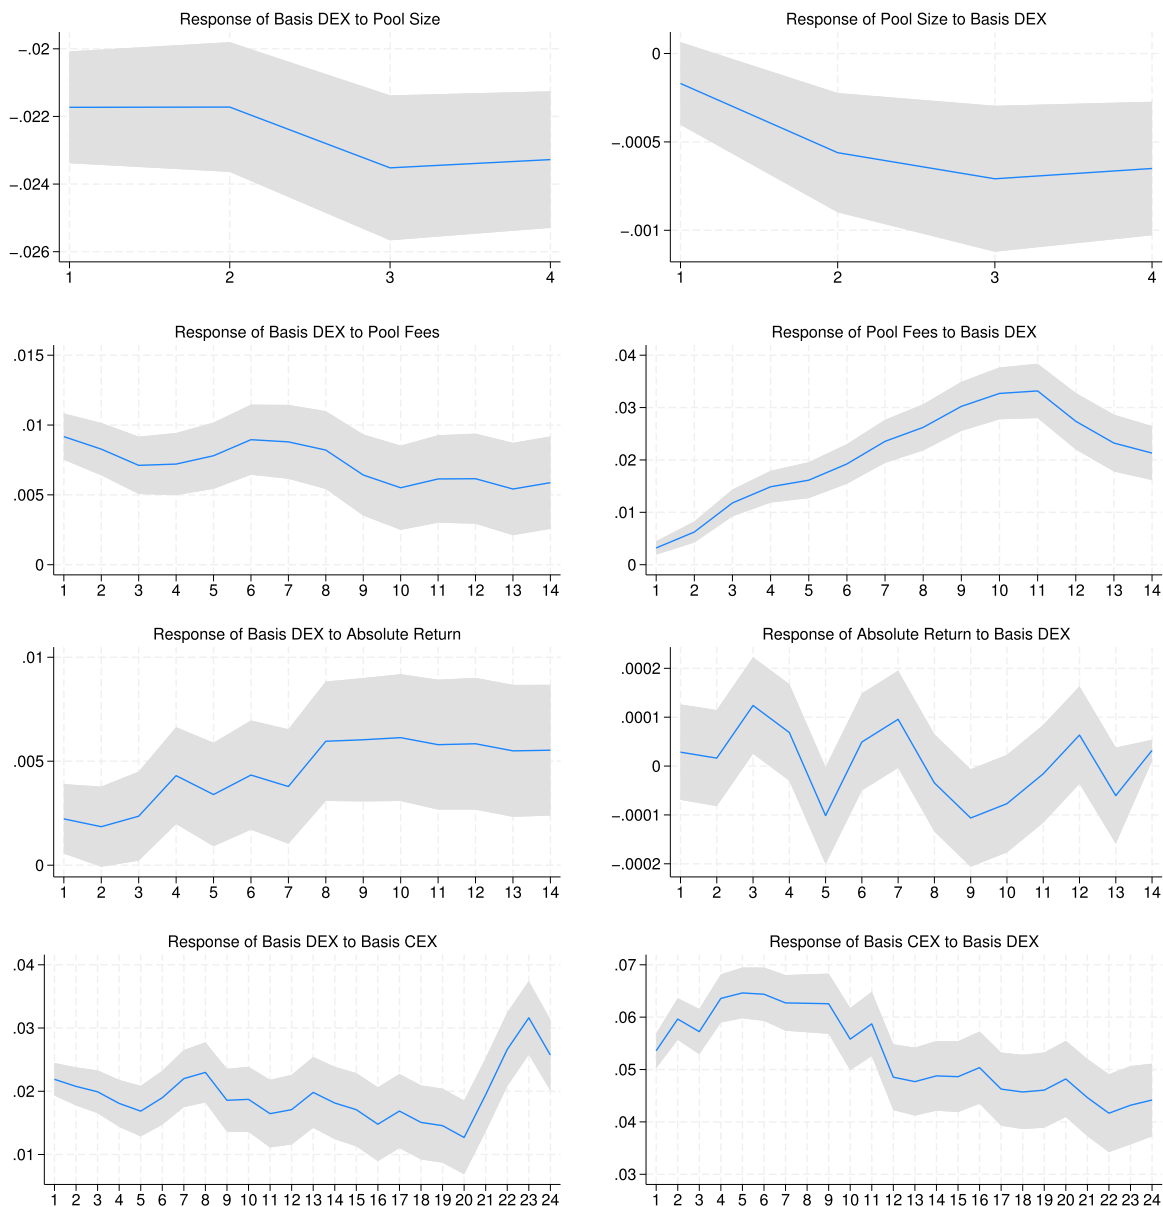 Response of Basis DEX to Pool Size
−.02
−.022
−.024
−.026
1 2 3 4
Response of Pool Size to Basis DEX
0
−.0005
−.001
1 2 3 4
Response of Basis DEX to Pool Fees
.015
.01
.005
0
1 2 3 4 5 6 7 8 9 10 11 12 13 14
Response of Pool Fees to Basis DEX
.04
.03
.02
.01
0
1 2 3 4 5 6 7 8 9 10 11 12 13 14
Response of Basis DEX to Absolute Return
.01
.005
0
1 2 3 4 5 6 7 8 9 10 11 12 13 14
Response of Absolute Return to Basis DEX
.0002
.0001
0
−.0001
−.0002
1 2 3 4 5 6 7 8 9 10 11 12 13 14
Response of Basis DEX to Basis CEX
.04
.03
.02
.01
1 2 3 4 5 6 7 8 9 10 11 12 13 14 15 16 17 18 19 20 21 22 23 24
Response of Basis CEX to Basis DEX
.07
.06
.05
.04
.03
1 2 3 4 5 6 7 8 9 10 11 12 13 14 15 16 17 18 19 20 21 22 23 24